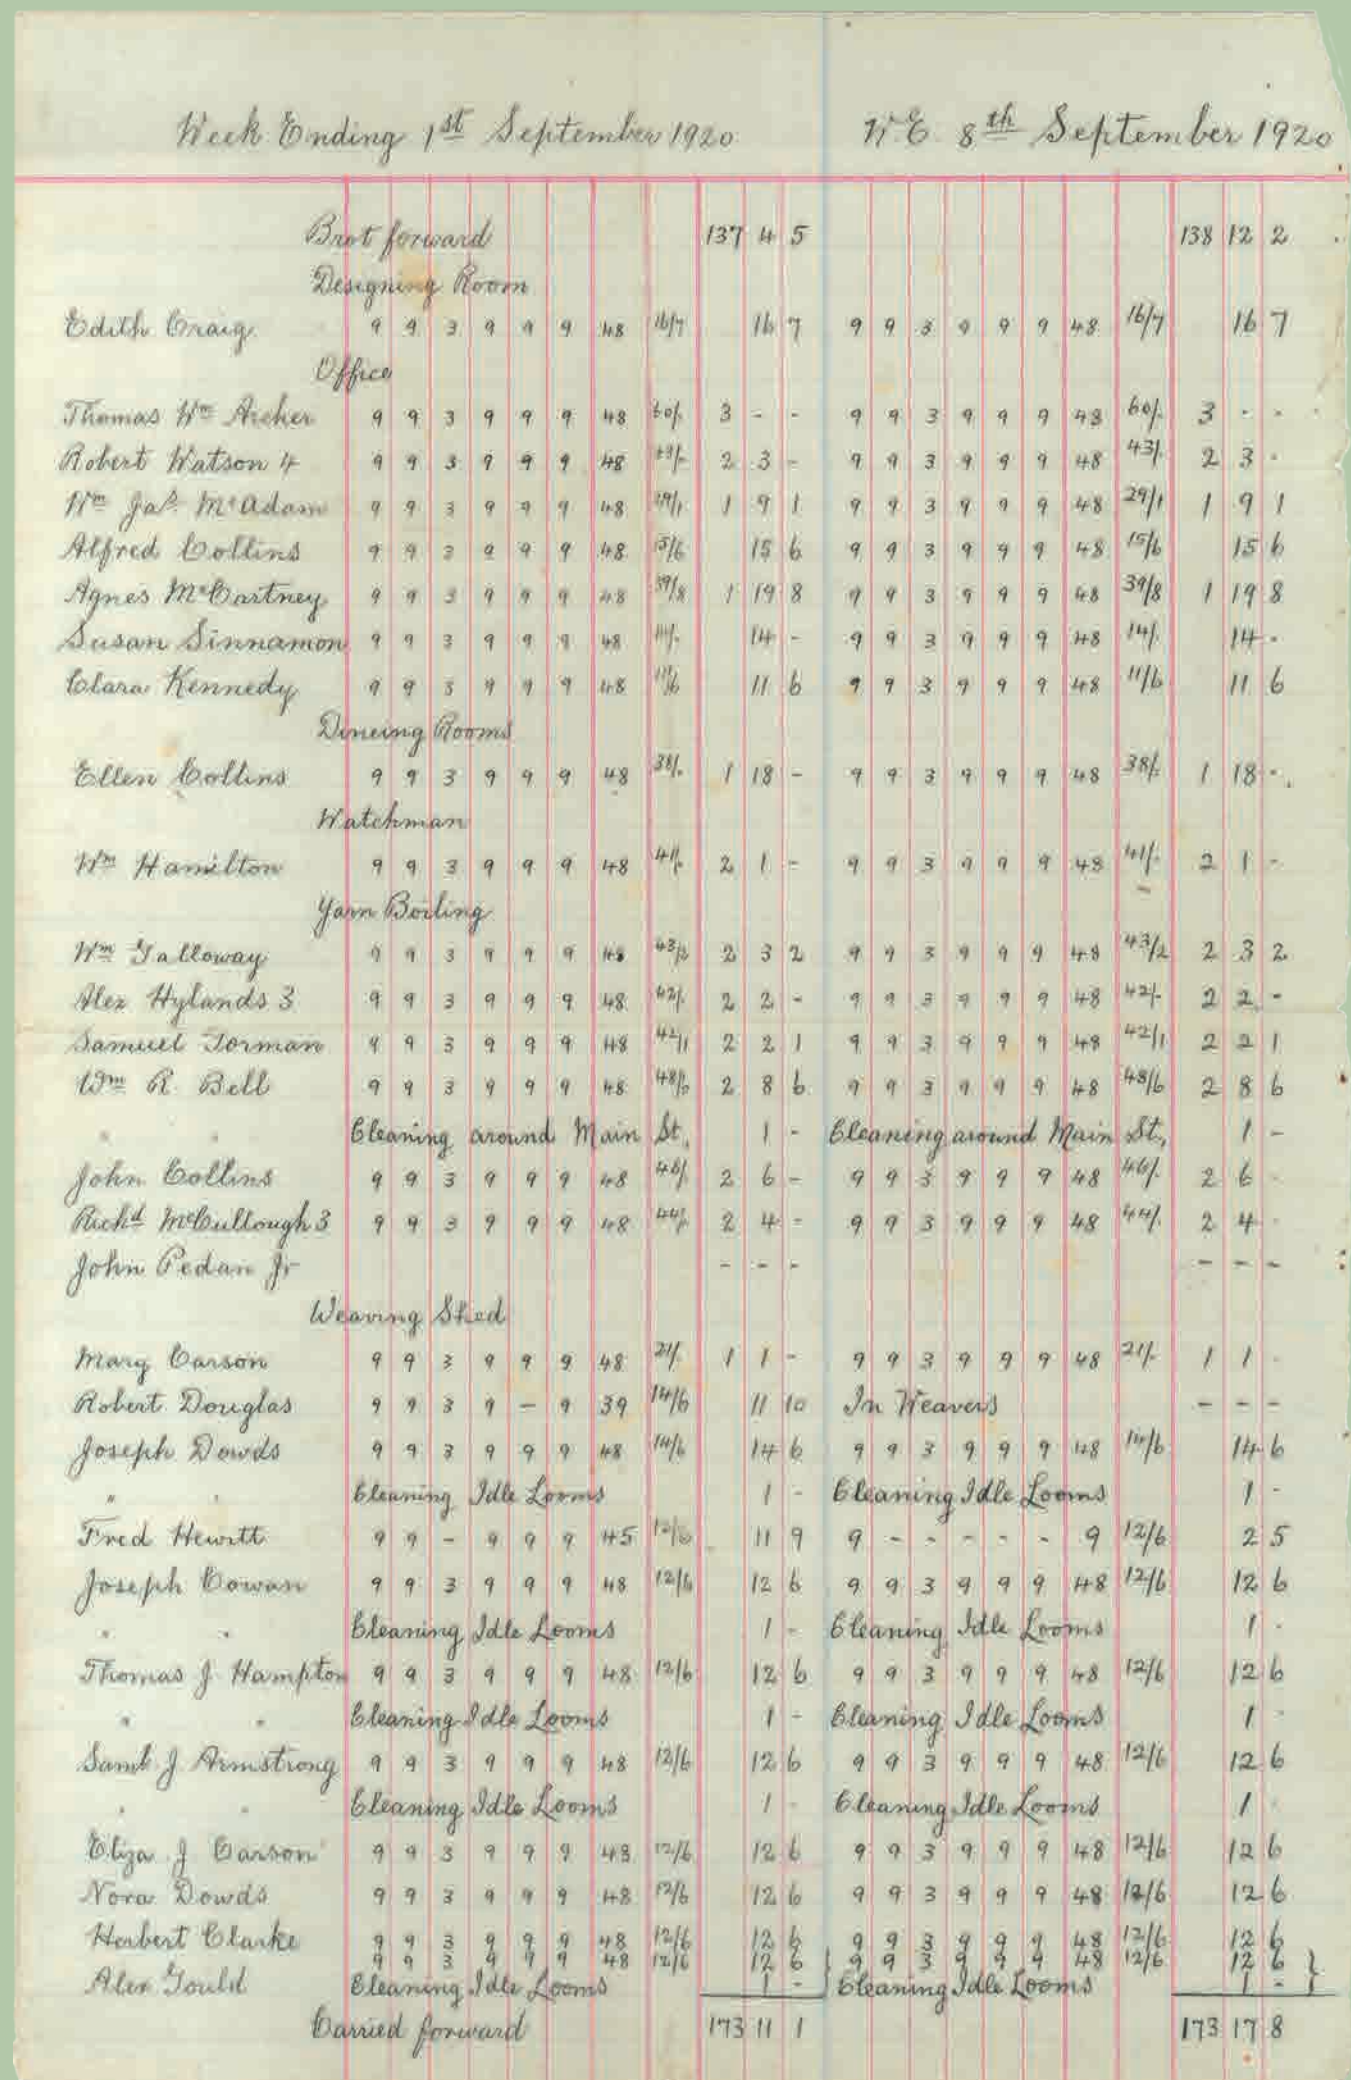 Week Ending 1st September 1920 W.E. 8th September 1920
Brot forward 137 4 5 138 12 2
Designing Room
Edith Craig 9 9 3 9 9 9 48 16/7 16 7 9 9 3 9 9 9 48 16/7 16 7
Office
Thomas Wm Archer 9 9 3 9 9 9 48 60/- 3 - - 9 9 3 9 9 9 48 60/- 3 - -
Robert Watson 4 9 9 3 9 9 9 48 43/- 2 3 - 9 9 3 9 9 9 48 43/- 2 3 -
Wm Jas. McAdam 9 9 3 9 9 9 48 29/1 1 9 1 9 9 3 9 9 9 48 29/1 1 9 1
Alfred Collins 9 9 3 9 9 9 48 15/6 15 6 9 9 3 9 9 9 48 15/6 15 6
Agnes McCartney 9 9 3 9 9 9 48 39/8 1 19 8 9 9 3 9 9 9 48 39/8 1 19 8
Susan Sinnamon 9 9 3 9 9 9 48 14/- 14 - 9 9 3 9 9 9 48 14/- 14 -
Clara Kennedy 9 9 3 9 9 9 48 11/6 11 6 9 9 3 9 9 9 48 11/6 11 6
Dineing Rooms
Ellen Collins 9 9 3 9 9 9 48 38/- 1 18 - 9 9 3 9 9 9 48 38/- 1 18 -
Watchman
Wm Hamilton 9 9 3 9 9 9 48 41/- 2 1 - 9 9 3 9 9 9 48 41/- 2 1 -
Yarn Boiling
Wm Galloway 9 9 3 9 9 9 48 43/2 2 3 2 9 9 3 9 9 9 48 43/2 2 3 2
Alex Hylands 3 9 9 3 9 9 9 48 42/- 2 2 - 9 9 3 9 9 9 48 42/- 2 2 -
Samuel Gorman 9 9 3 9 9 9 48 42/1 2 2 1 9 9 3 9 9 9 48 42/1 2 2 1
Wm R. Bell 9 9 3 9 9 9 48 48/6 2 8 6 9 9 3 9 9 9 48 48/6 2 8 6
" " Cleaning around Main St, 1 - Cleaning around Main St, 1 -
John Collins 9 9 3 9 9 9 48 46/- 2 6 - 9 9 3 9 9 9 48 46/- 2 6 -
Richd McCullough 3 9 9 3 9 9 9 48 44/- 2 4 - 9 9 3 9 9 9 48 44/- 2 4 -
John Pedan Jr - - - - - -
Weaving Shed
Marg Carson 9 9 3 9 9 9 48 21/- 1 1 - 9 9 3 9 9 9 48 21/- 1 1 -
Robert Douglas 9 9 3 9 - 9 39 14/6 11 10 In Weavers - - -
Joseph Dowds 9 9 3 9 9 9 48 14/6 14 6 9 9 3 9 9 9 48 14/6 14 6
" " Cleaning Idle Looms 1 - Cleaning Idle Looms 1 -
Fred Hewitt 9 9 - 9 9 9 45 12/6 11 9 9 - - - - - 9 12/6 2 5
Joseph Cowan 9 9 3 9 9 9 48 12/6 12 6 9 9 3 9 9 9 48 12/6 12 6
" " Cleaning Idle Looms 1 - Cleaning Idle Looms 1 -
Thomas J Hampton 9 9 3 9 9 9 48 12/6 12 6 9 9 3 9 9 9 48 12/6 12 6
" " Cleaning Idle Looms 1 - Cleaning Idle Looms 1 -
Saml J. Armstrong 9 9 3 9 9 9 48 12/6 12 6 9 9 3 9 9 9 48 12/6 12 6
" " Cleaning Idle Looms 1 - Cleaning Idle Looms 1 -
Eliza J Carson 9 9 3 9 9 9 48 12/6 12 6 9 9 3 9 9 9 48 12/6 12 6
Nora Dowds 9 9 3 9 9 9 48 12/6 12 6 9 9 3 9 9 9 48 12/6 12 6
Herbert Clarke 9 9 3 9 9 9 48 12/6 12 6 9 9 3 9 9 9 48 12/6 12 6
9 9 3 9 9 9 48 12/6 12 6 9 9 3 9 9 9 48 12/6 12 6
Alex Gould Cleaning Idle Looms 1 - Cleaning Idle Looms 1 -
Carried forward 173 11 1 173 17 8